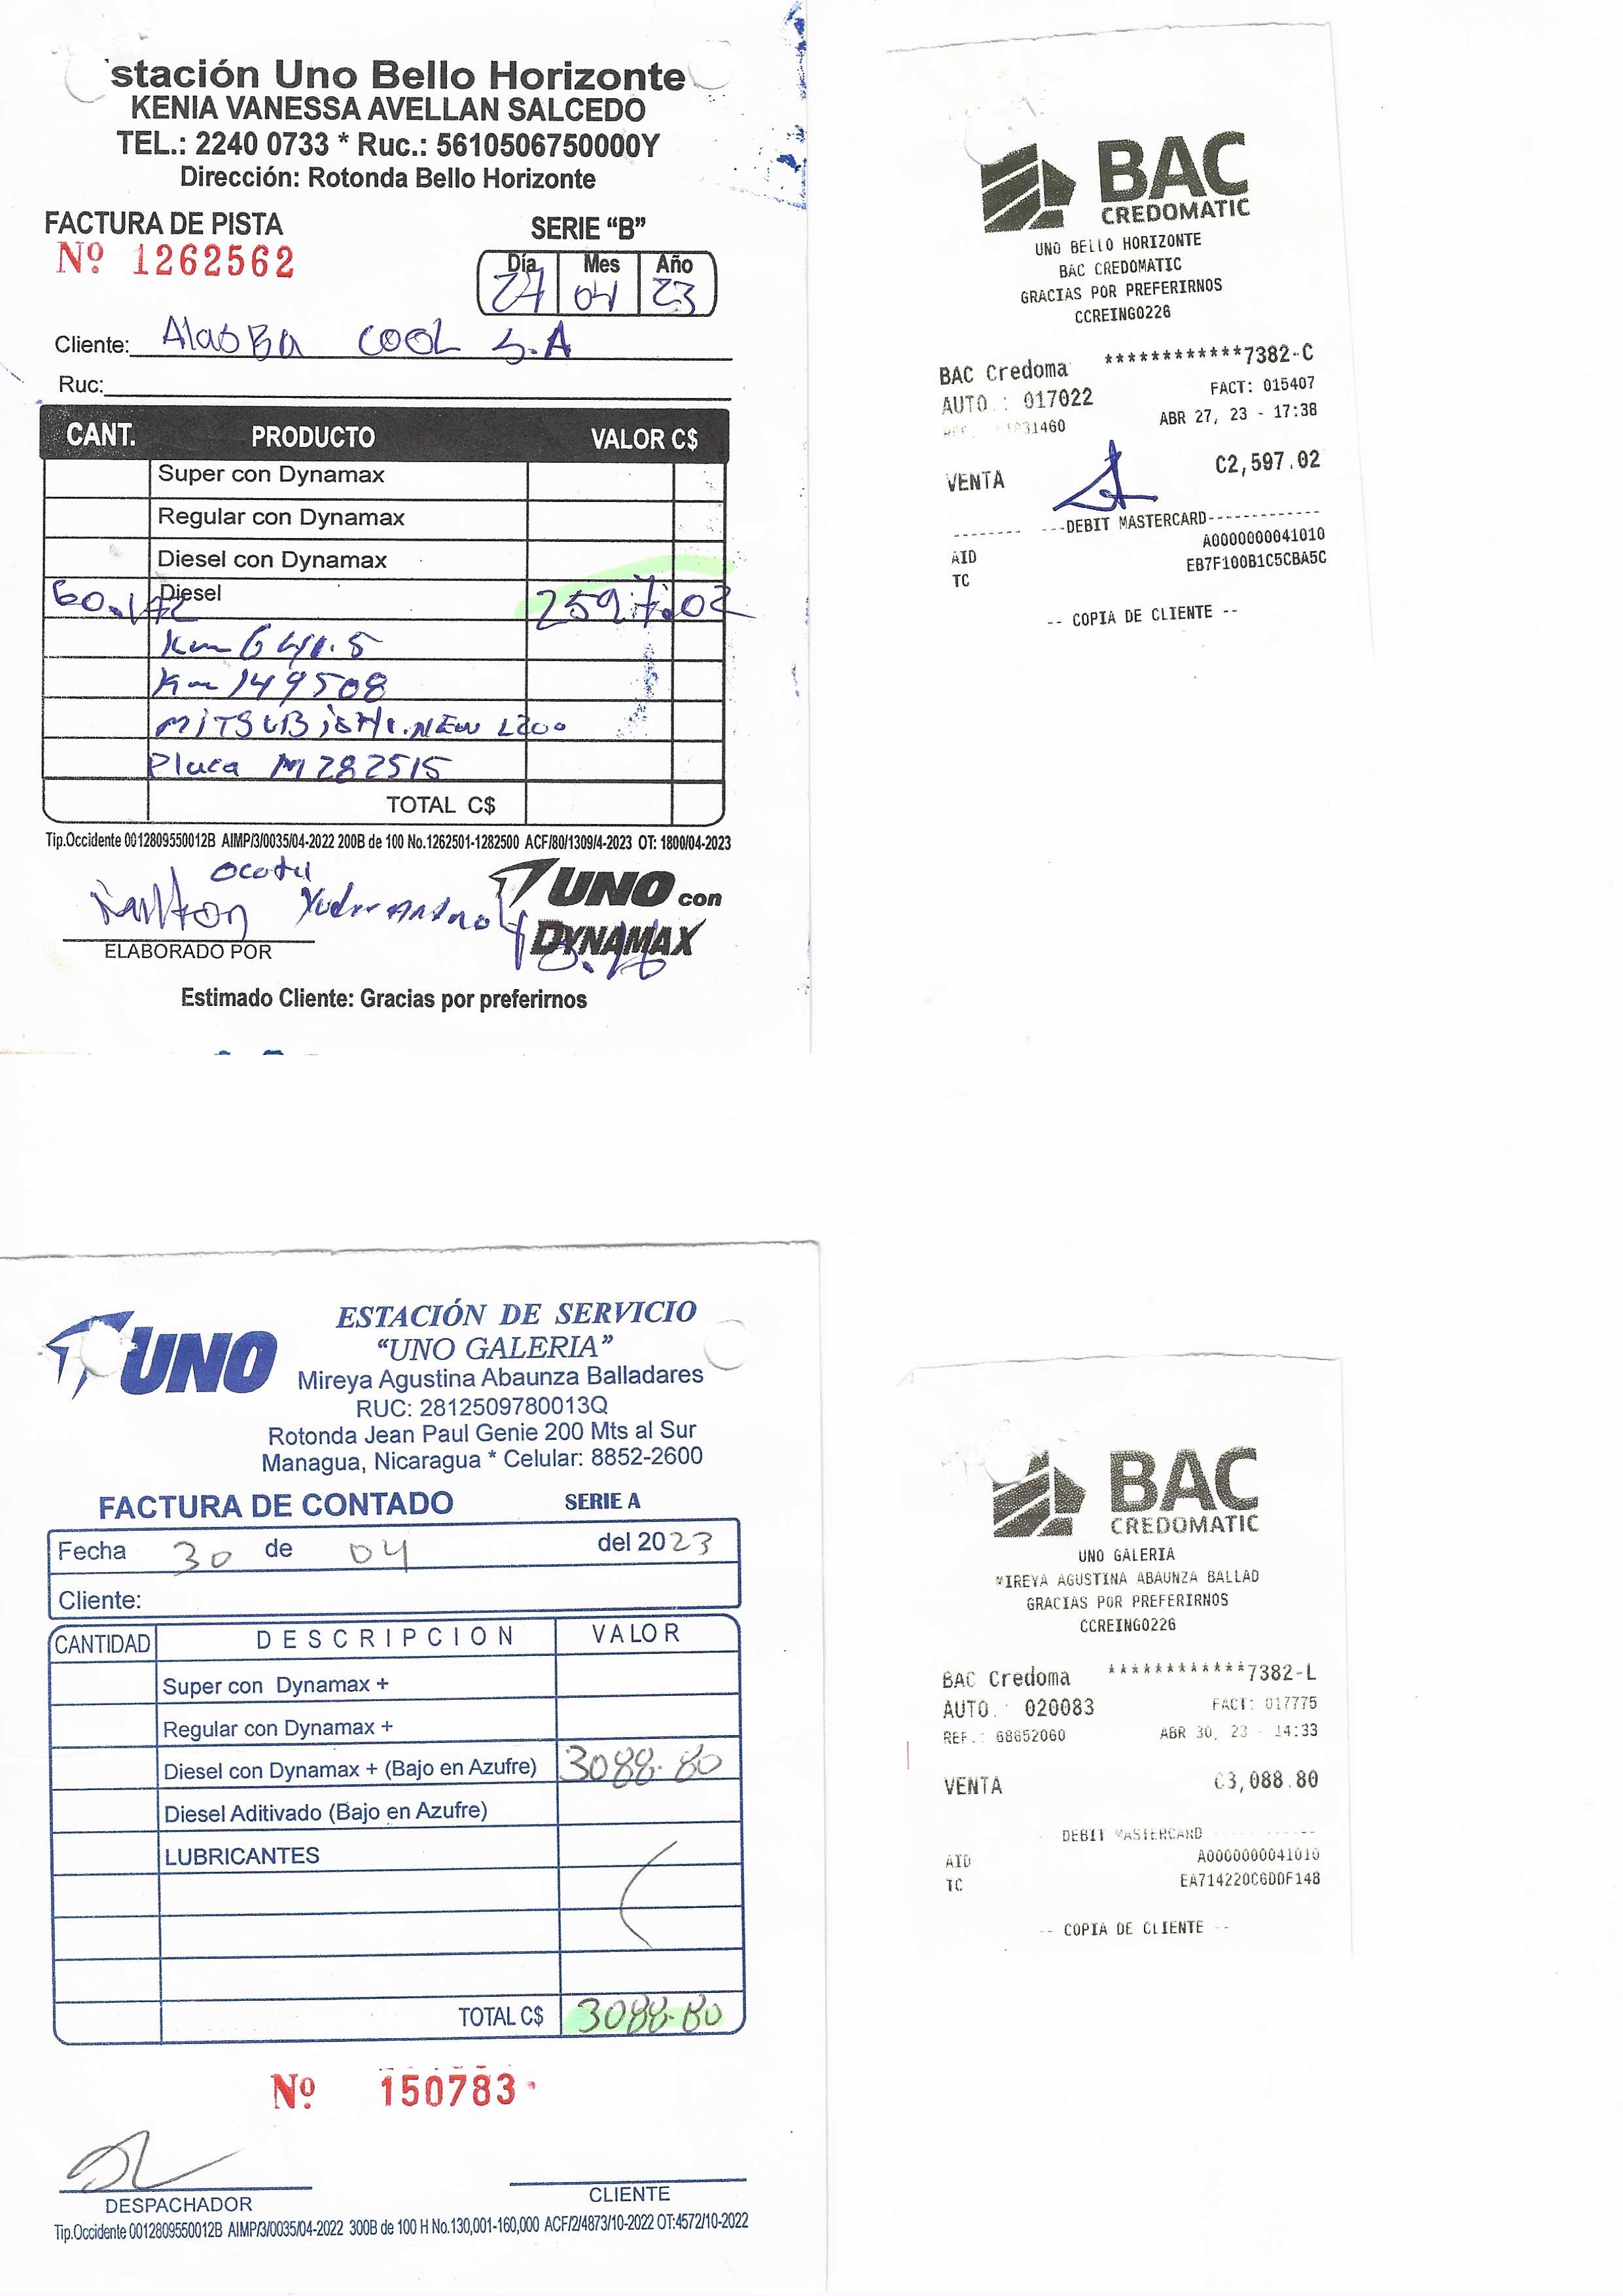 stación Uno Bello Horizonte
KENIA VANESSA AVELLAN SALCEDO
TEL.: 2240 0733 * Ruc.: 5610506750000Y
Dirección: Rotonda Bello Horizonte
FACTURA DE PISTA
SERIE “B”
Nº 1262562
Día Mes Año
27 04 23
Cliente: Alasba COOL S.A
Ruc:
CANT. PRODUCTO VALOR C$
Super con Dynamax
Regular con Dynamax
Diesel con Dynamax
60.172 Diesel 2597.02
Km 641.5
Km 149508
MITSUBISHI.NEW L200
Placa M282515
TOTAL C$
Tip.Occidente 0012809550012B AIMP/3/0035/04-2022 200B de 100 No.1262501-1282500 ACF/80/1309/4-2023 OT: 1800/04-2023
Ocotal
UNO con
DYNAMAX
ELABORADO POR
Estimado Cliente: Gracias por preferirnos
BAC
CREDOMATIC
UNO BELLO HORIZONTE
BAC CREDOMATIC
GRACIAS POR PREFERIRNOS
CCREING0226
BAC Credoma ************7382-C
AUTO.: 017022 FACT: 015407
REF.: 31460 ABR 27, 23 - 17:38
VENTA C2,597.02
-------- ---DEBIT MASTERCARD-------------
AID A0000000041010
TC EB7F100B1C5CBA5C
-- COPIA DE CLIENTE --
UNO
ESTACIÓN DE SERVICIO
“UNO GALERIA”
Mireya Agustina Abaunza Balladares
RUC: 2812509780013Q
Rotonda Jean Paul Genie 200 Mts al Sur
Managua, Nicaragua * Celular: 8852-2600
FACTURA DE CONTADO SERIE A
Fecha 30 de 04 del 2023
Cliente:
CANTIDAD DESCRIPCION VALOR
Super con Dynamax +
Regular con Dynamax +
Diesel con Dynamax + (Bajo en Azufre) 3088.80
Diesel Aditivado (Bajo en Azufre)
LUBRICANTES
TOTAL C$ 3088.80
Nº 150783
DESPACHADOR CLIENTE
Tip.Occidente 0012809550012B AIMP/3/0035/04-2022 300B de 100 H No.130,001-160,000 ACF/2/4873/10-2022 OT:4572/10-2022
BAC
CREDOMATIC
UNO GALERIA
MIREYA AGUSTINA ABAUNZA BALLAD
GRACIAS POR PREFERIRNOS
CCREING0226
BAC Credoma ************7382-L
AUTO.: 020083 FACT: 017775
REF.: 68652060 ABR 30, 23 - 14:33
VENTA C3,088.80
DEBIT MASTERCARD -----------
AID A0000000041010
TC EA714220C6DDF148
-- COPIA DE CLIENTE --